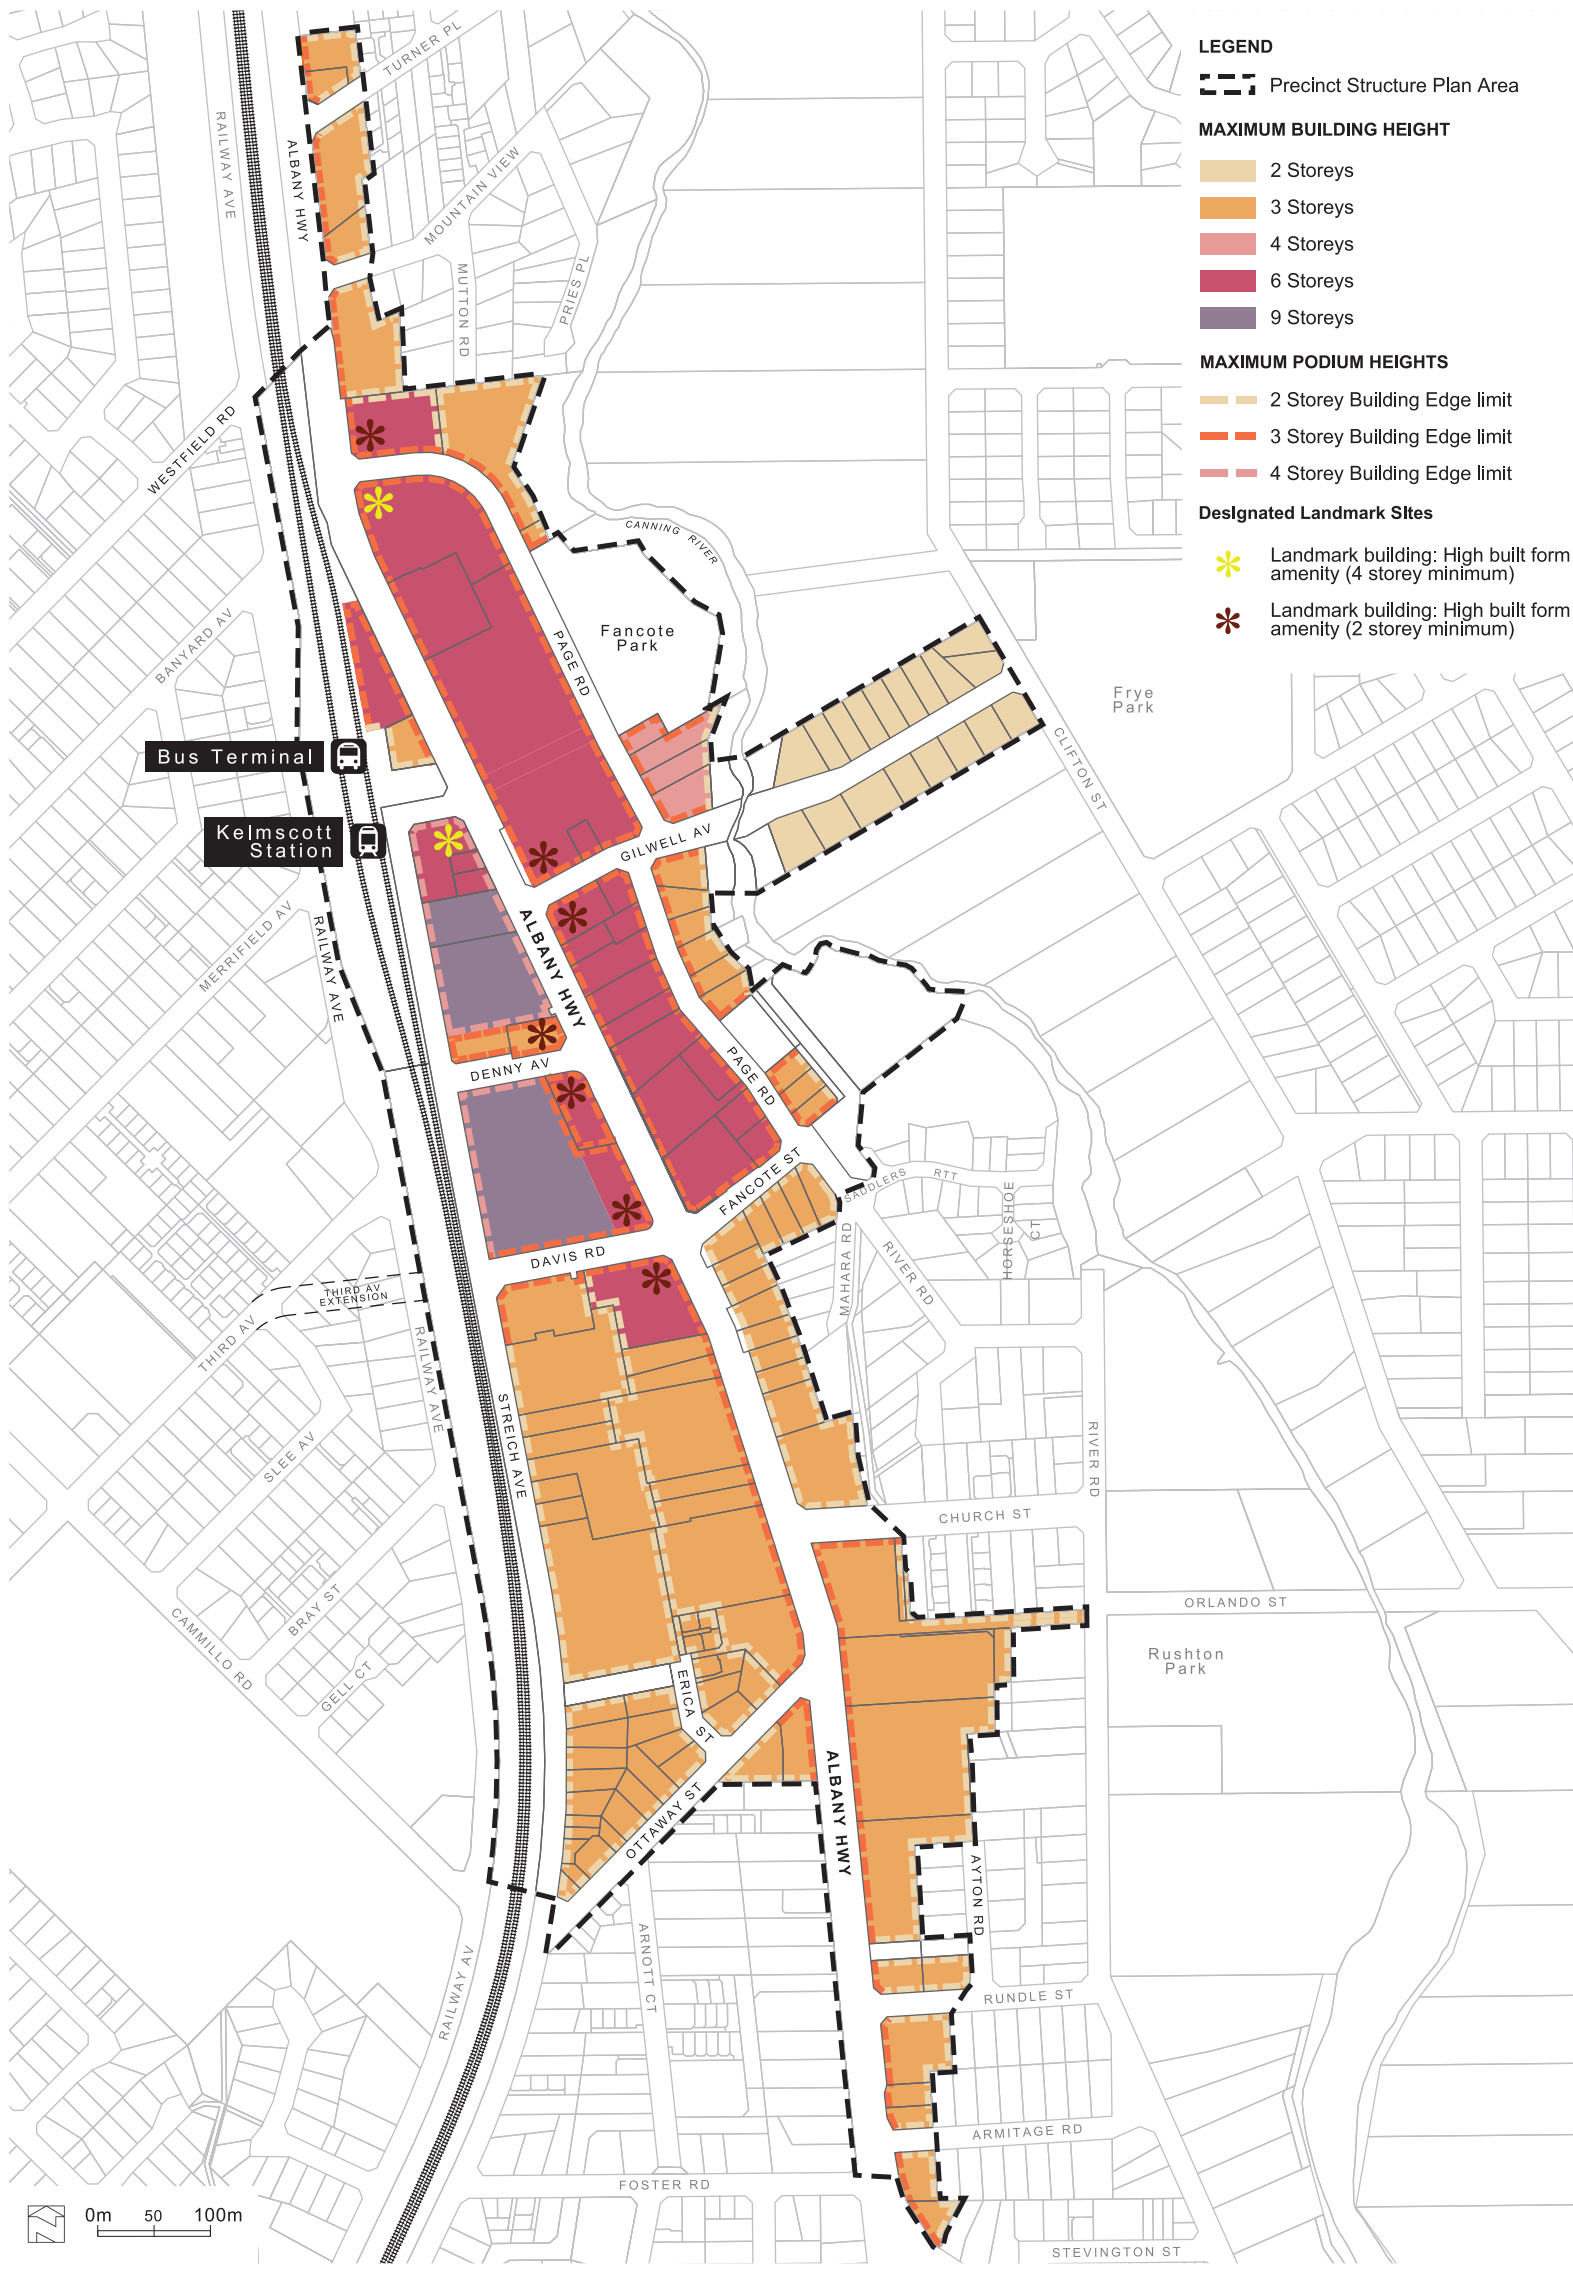 LEGEND
Precinct Structure Plan Area
MAXIMUM BUILDING HEIGHT
2 Storeys
3 Storeys
4 Storeys
6 Storeys
9 Storeys
MAXIMUM PODIUM HEIGHTS
2 Storey Building Edge limit
3 Storey Building Edge limit
4 Storey Building Edge limit
Designated Landmark Sites
Landmark building: High built form
amenity (4 storey minimum)
Landmark building: High built form
amenity (2 storey minimum)
TURNER PL
RAILWAY AVE
ALBANY HWY
MOUNTAIN VIEW
MUTTON RD
PRIES PL
WESTFIELD RD
CANNING RIVER
BANYARD AV
PAGE RD
Fancote
Park
Frye
Park
CLIFTON ST
Bus Terminal
Kelmscott
Station
GILWELL AV
MERRIFIELD AV
RAILWAY AVE
ALBANY HWY
DENNY AV
PAGE RD
FANCOTE ST
SADDLERS RTT
HORSESHOE
CT
MAHARA RD
RIVER RD
DAVIS RD
THIRD AV
EXTENSION
THIRD AV
RAILWAY AVE
STREICH AVE
SLEE AV
RIVER RD
CHURCH ST
BRAY ST
CAMMILLO RD
GELL CT
ORLANDO ST
Rushton
Park
ERICA ST
OTTAWAY ST
ALBANY HWY
AYTON RD
ARNOTT CT
RAILWAY AV
RUNDLE ST
ARMITAGE RD
FOSTER RD
STEVINGTON ST
N
0m 50 100m